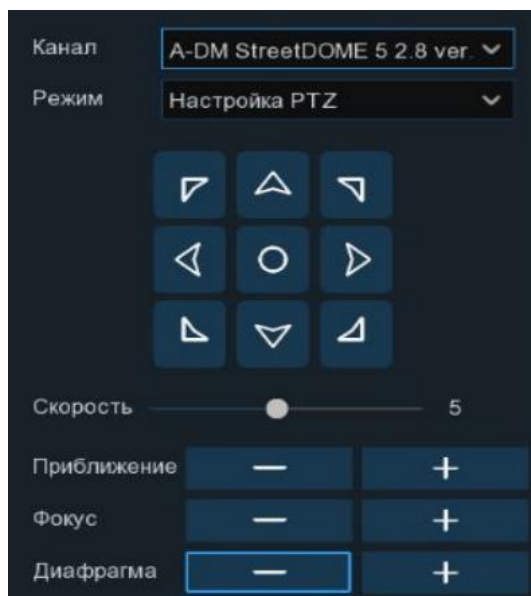 Канал A-DM StreetDOME 5 2.8 ver.
Режим Настройка PTZ
Скорость 5
Приближение — +
Фокус — +
Диафрагма — +